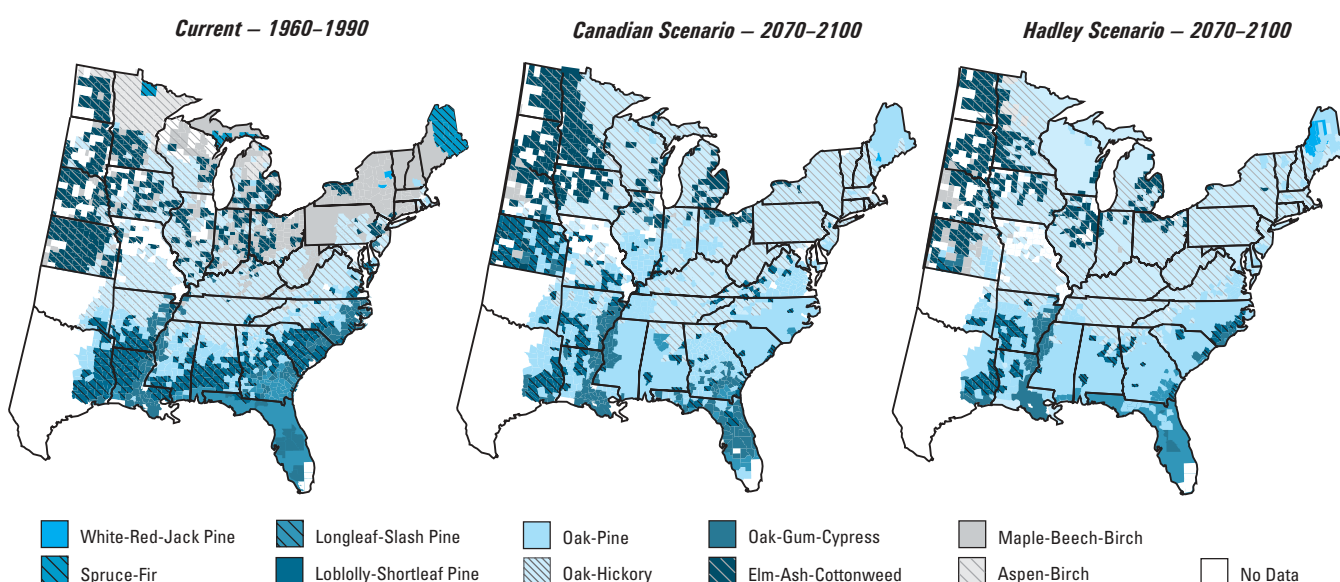 Current – 1960–1990
Canadian Scenario – 2070–2100
Hadley Scenario – 2070–2100
White-Red-Jack Pine
Longleaf-Slash Pine
Oak-Pine
Oak-Gum-Cypress
Maple-Beech-Birch
Spruce-Fir
Loblolly-Shortleaf Pine
Oak-Hickory
Elm-Ash-Cottonweed
Aspen-Birch
No Data